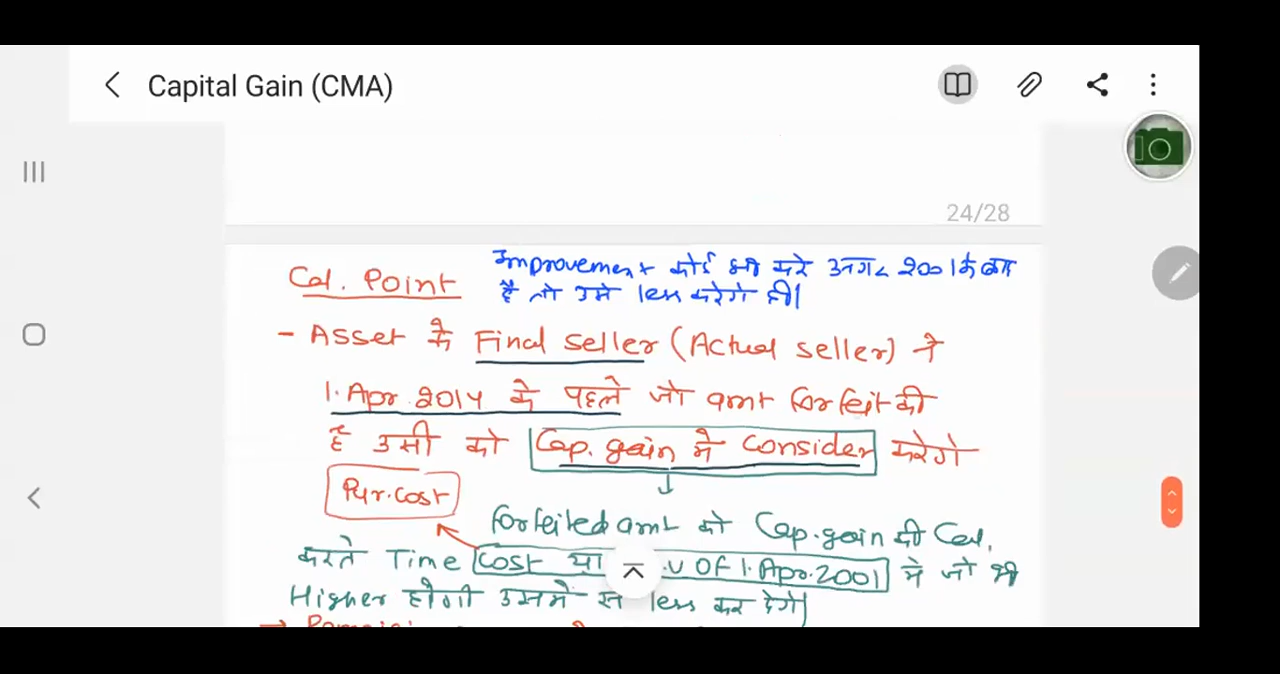 Capital Gain (CMA)
24/28
Cal. Point
Improvement कोई भी करे अगर 2001 के बाद
है तो उसे less करेगे ही।
- Asset के Final seller (Actual seller) ने
1. Apr. 2014 के पहले जो amt forfeit की
है उसी को Cap. gain मे consider करेगे
Pur. cost
forfeited amt को Cap. gain की Cal.
करते Time cost या .V OF 1. Apr. 2001 मे जो भी
Higher होगी उसमे से less कर देगे।